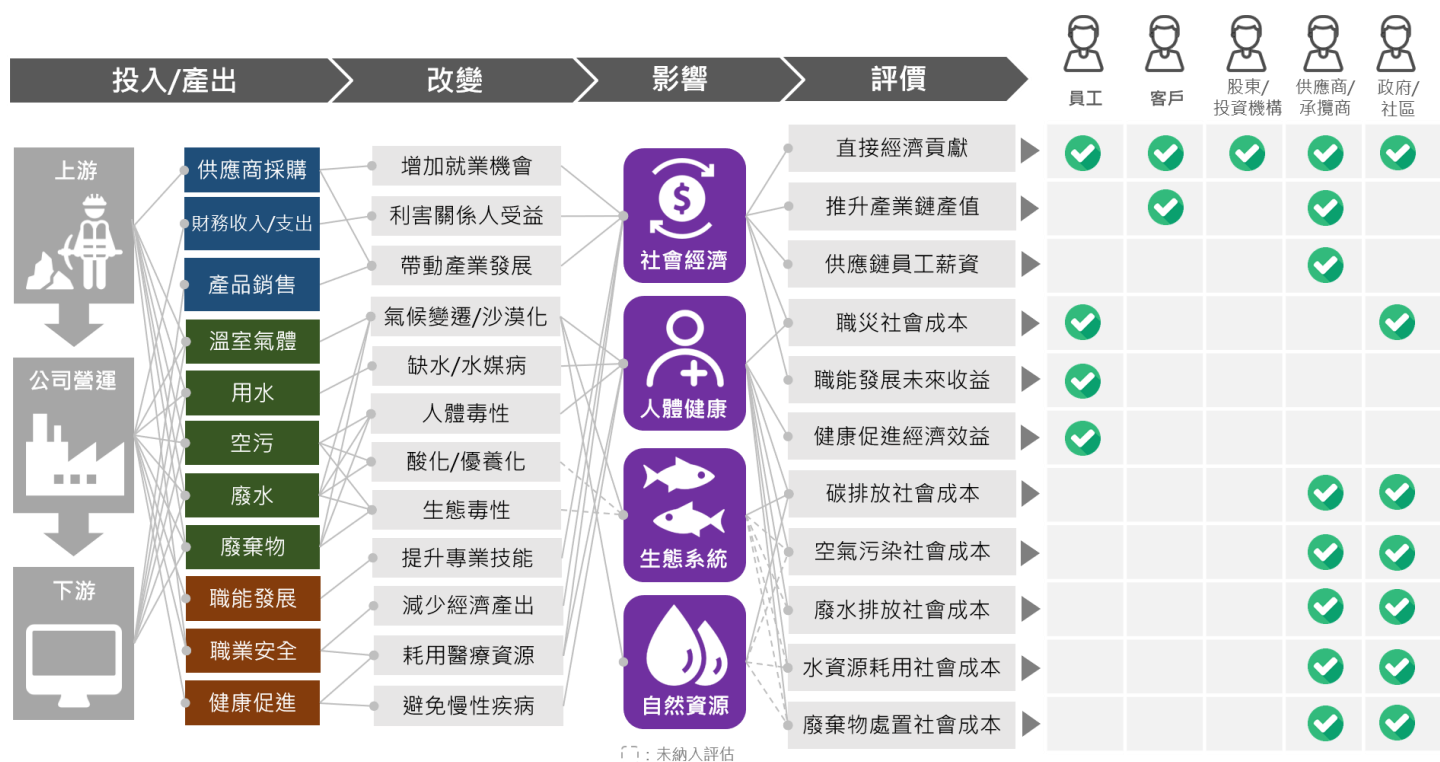 投入/產出
改變
影響
評價
員工
客戶
股東/
投資機構
供應商/
承攬商
政府/
社區
上游
公司營運
下游
供應商採購
財務收入/支出
產品銷售
溫室氣體
用水
空污
廢水
廢棄物
職能發展
職業安全
健康促進
增加就業機會
利害關係人受益
帶動產業發展
氣候變遷/沙漠化
缺水/水媒病
人體毒性
酸化/優養化
生態毒性
提升專業技能
減少經濟產出
耗用醫療資源
避免慢性疾病
$
社會經濟
人體健康
生態系統
自然資源
：未納入評估
直接經濟貢獻
推升產業鏈產值
供應鏈員工薪資
職災社會成本
職能發展未來收益
健康促進經濟效益
碳排放社會成本
空氣污染社會成本
廢水排放社會成本
水資源耗用社會成本
廢棄物處置社會成本